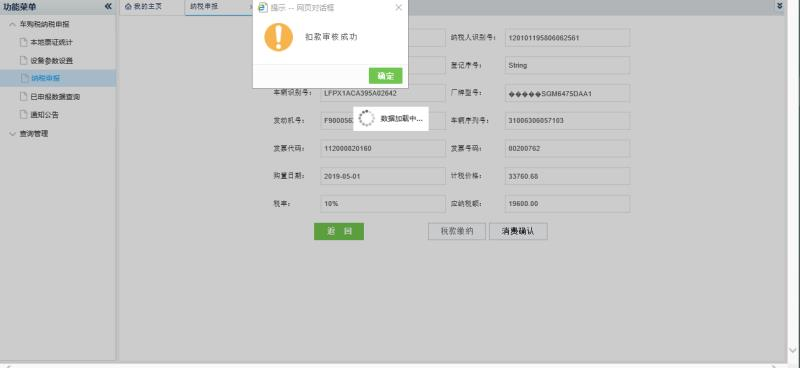 功能菜单
我的主页
纳税申报
提示 -- 网页对话框
扣款审核成功
确定
车购税纳税申报
本地票证统计
设备参数设置
纳税申报
已申报数据查询
通知公告
查询管理
纳税人识别号： 120101195806062561
登记序号： String
车辆识别号： LFPX1ACA395A02642
厂牌型号： �����SGM6475DAA1
数据加载中...
发动机号：
车辆序列号： 31006306057103
发票代码： 112000820160
发票号码： 00200762
购置日期： 2019-05-01
计税价格： 33760.68
税率： 10%
应纳税额： 19600.00
返 回
税款缴纳
消费确认